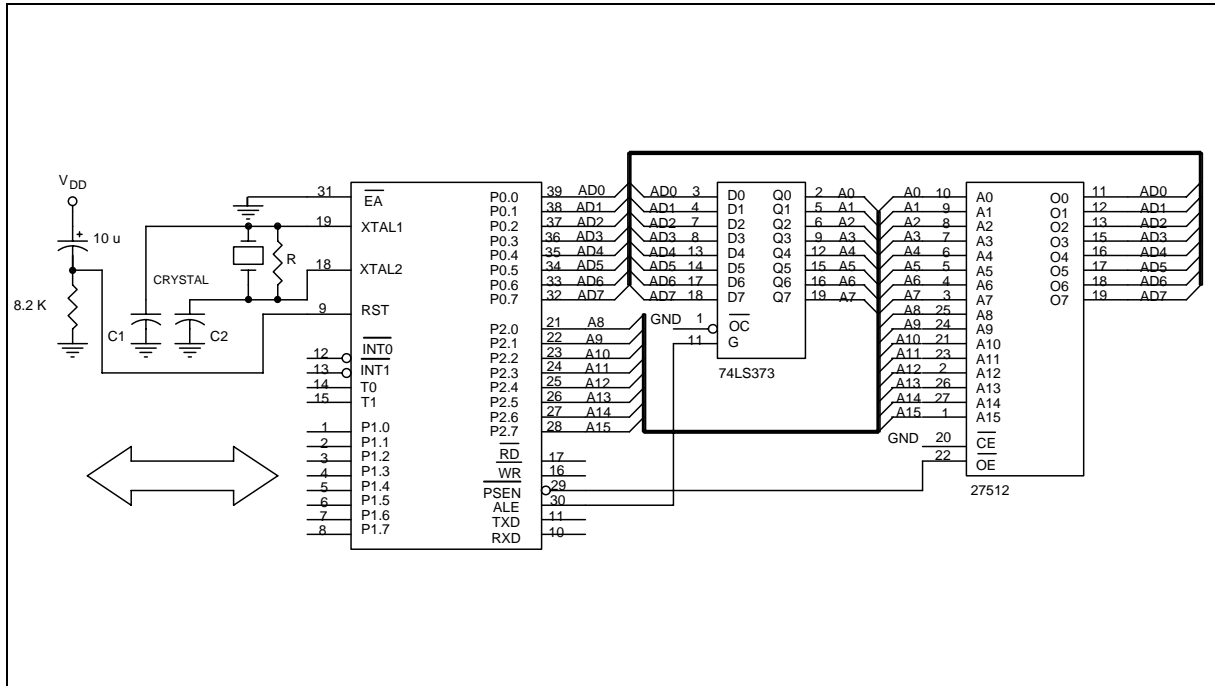 VDD
10 u
8.2 K
C1
C2
CRYSTAL
R
31 EA
19 XTAL1
18 XTAL2
9 RST
12 INT0
13 INT1
14 T0
15 T1
1 P1.0
2 P1.1
3 P1.2
4 P1.3
5 P1.4
6 P1.5
7 P1.6
8 P1.7
P0.0 39 AD0
P0.1 38 AD1
P0.2 37 AD2
P0.3 36 AD3
P0.4 35 AD4
P0.5 34 AD5
P0.6 33 AD6
P0.7 32 AD7
P2.0 21 A8
P2.1 22 A9
P2.2 23 A10
P2.3 24 A11
P2.4 25 A12
P2.5 26 A13
P2.6 27 A14
P2.7 28 A15
RD 17
WR 16
PSEN 29
ALE 30
TXD 11
RXD 10
AD0 3 D0 Q0 2 A0
AD1 4 D1 Q1 5 A1
AD2 7 D2 Q2 6 A2
AD3 8 D3 Q3 9 A3
AD4 13 D4 Q4 12 A4
AD5 14 D5 Q5 15 A5
AD6 17 D6 Q6 16 A6
AD7 18 D7 Q7 19 A7
GND 1 OC
11 G
74LS373
A0 10 A0 O0 11 AD0
A1 9 A1 O1 12 AD1
A2 8 A2 O2 13 AD2
A3 7 A3 O3 15 AD3
A4 6 A4 O4 16 AD4
A5 5 A5 O5 17 AD5
A6 4 A6 O6 18 AD6
A7 3 A7 O7 19 AD7
A8 25 A8
A9 24 A9
A10 21 A10
A11 23 A11
A12 2 A12
A13 26 A13
A14 27 A14
A15 1 A15
GND 20 CE
22 OE
27512